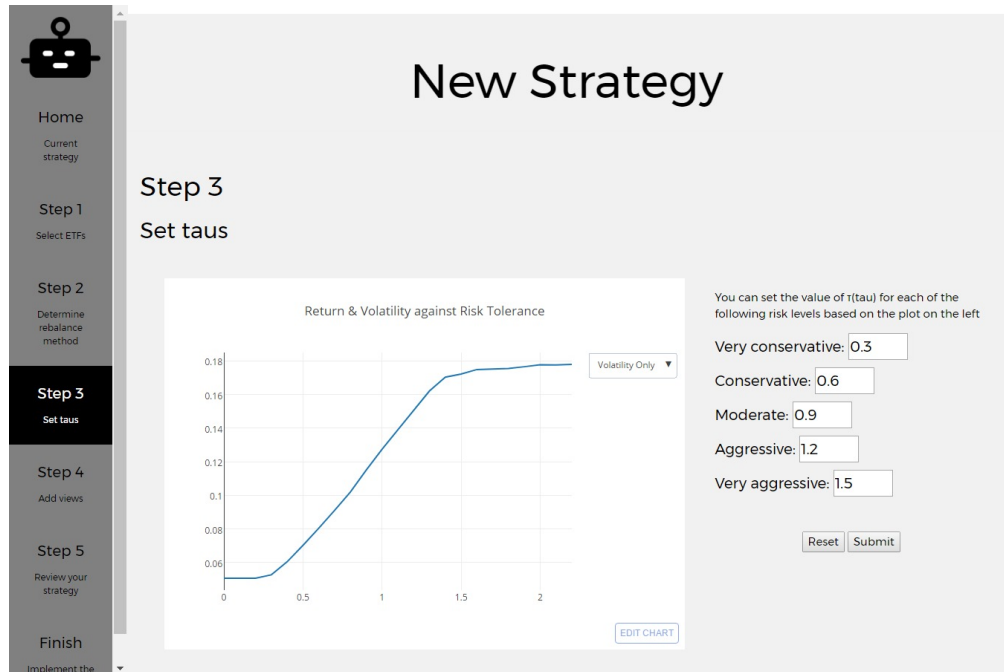 Home
Current
strategy
Step 1
Select ETFs
Step 2
Determine
rebalance
method
Step 3
Set taus
Step 4
Add views
Step 5
Review your
strategy
Finish
Implement the
New Strategy
Step 3
Set taus
Return & Volatility against Risk Tolerance
Volatility Only ▼
0.18
0.16
0.14
0.12
0.1
0.08
0.06
0 0.5 1 1.5 2
EDIT CHART
You can set the value of τ(tau) for each of the
following risk levels based on the plot on the left
Very conservative: 0.3
Conservative: 0.6
Moderate: 0.9
Aggressive: 1.2
Very aggressive: 1.5
Reset Submit